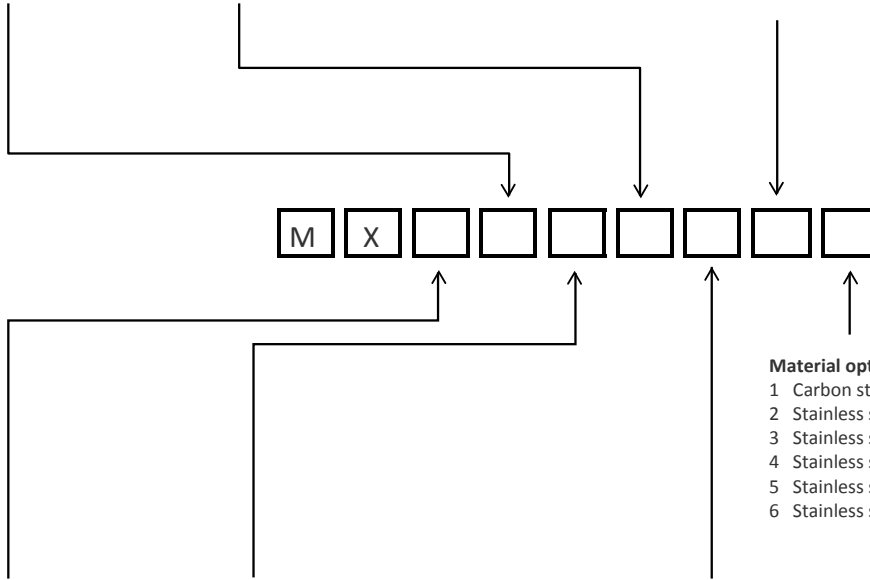 M X
Material opt
1 Carbon st
2 Stainless s
3 Stainless s
4 Stainless s
5 Stainless s
6 Stainless s